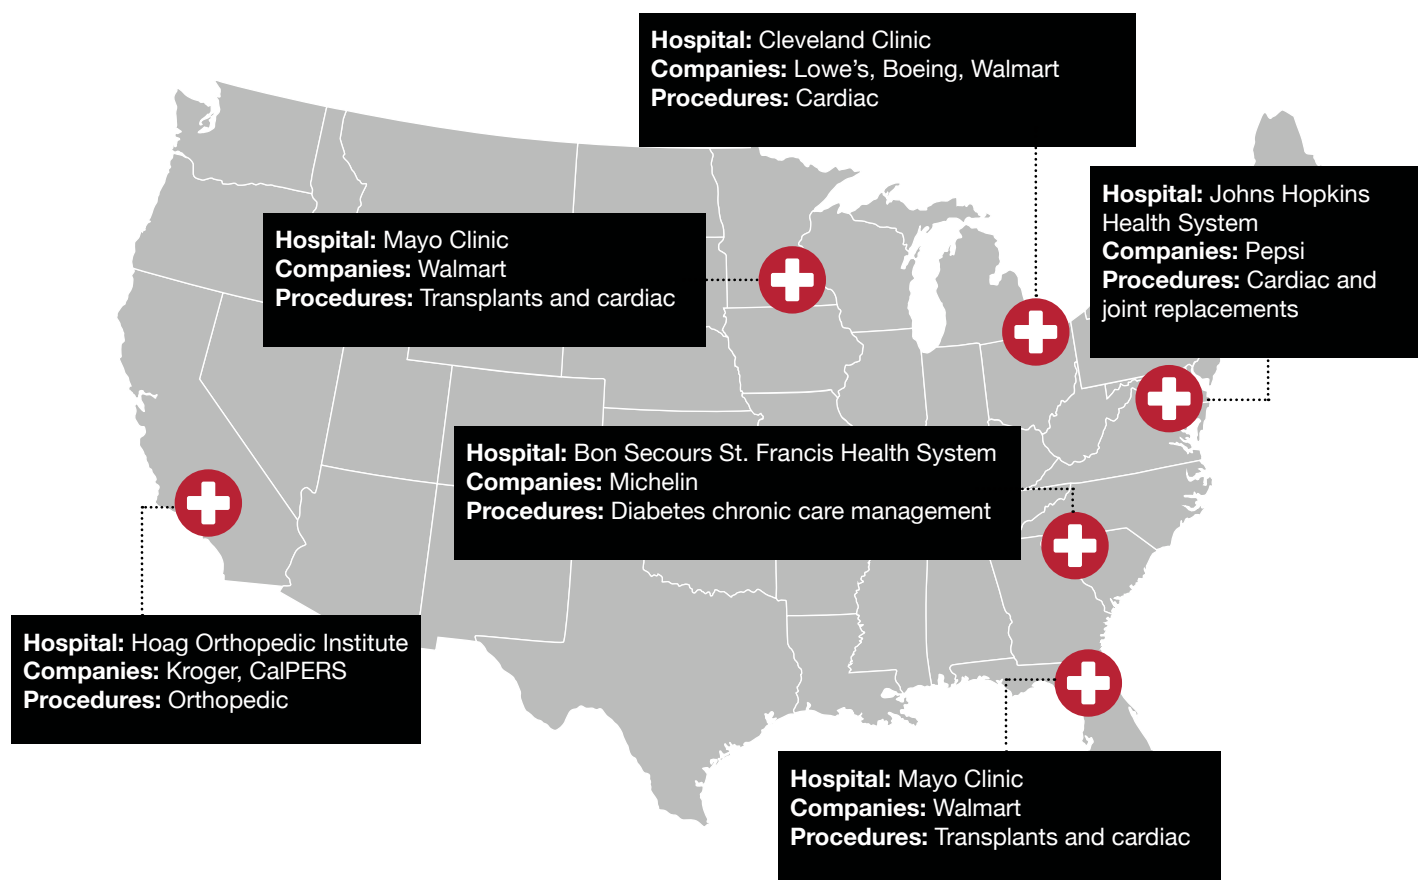 Hospital: Cleveland Clinic
Companies: Lowe’s, Boeing, Walmart
Procedures: Cardiac
Hospital: Johns Hopkins
Health System
Companies: Pepsi
Procedures: Cardiac and
joint replacements
Hospital: Mayo Clinic
Companies: Walmart
Procedures: Transplants and cardiac
Hospital: Bon Secours St. Francis Health System
Companies: Michelin
Procedures: Diabetes chronic care management
Hospital: Hoag Orthopedic Institute
Companies: Kroger, CalPERS
Procedures: Orthopedic
Hospital: Mayo Clinic
Companies: Walmart
Procedures: Transplants and cardiac